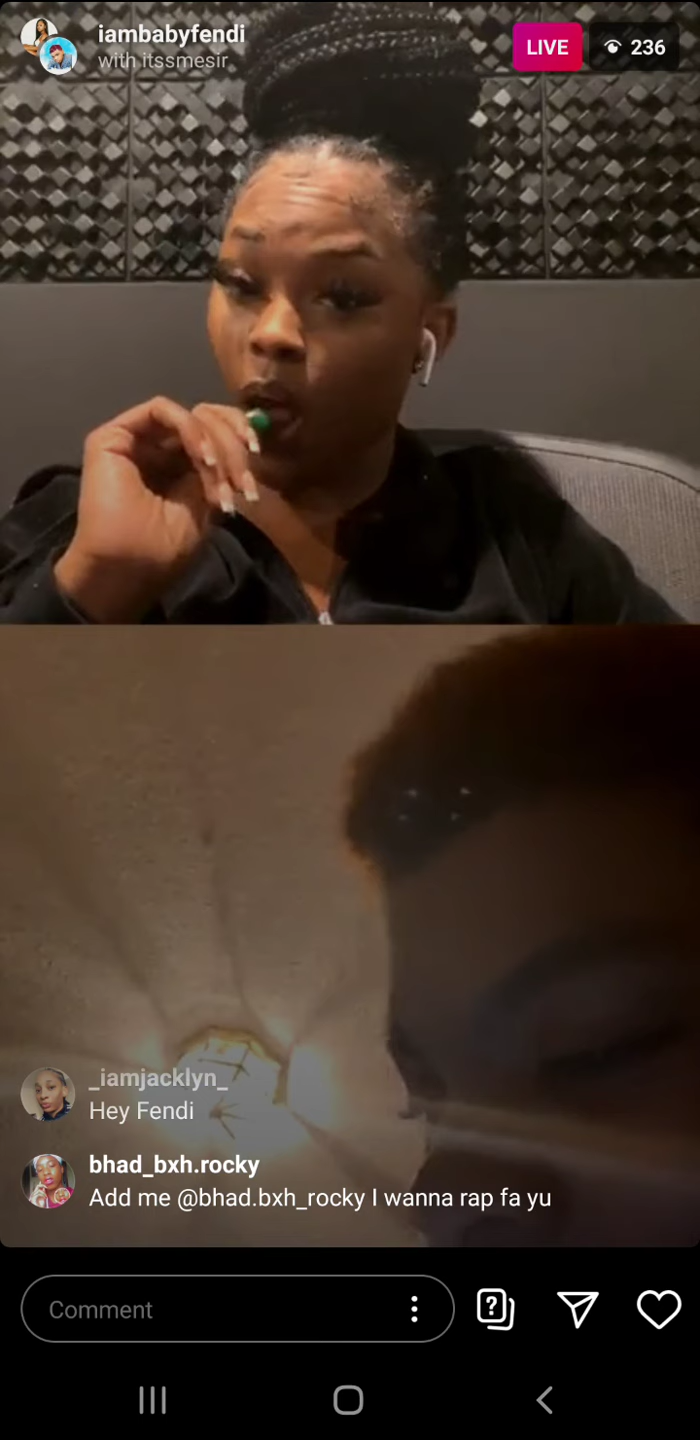 iambabyfendi
with itssmesir
LIVE
236
_iamjacklyn_
Hey Fendi
bhad_bxh.rocky
Add me @bhad.bxh_rocky I wanna rap fa yu
Comment